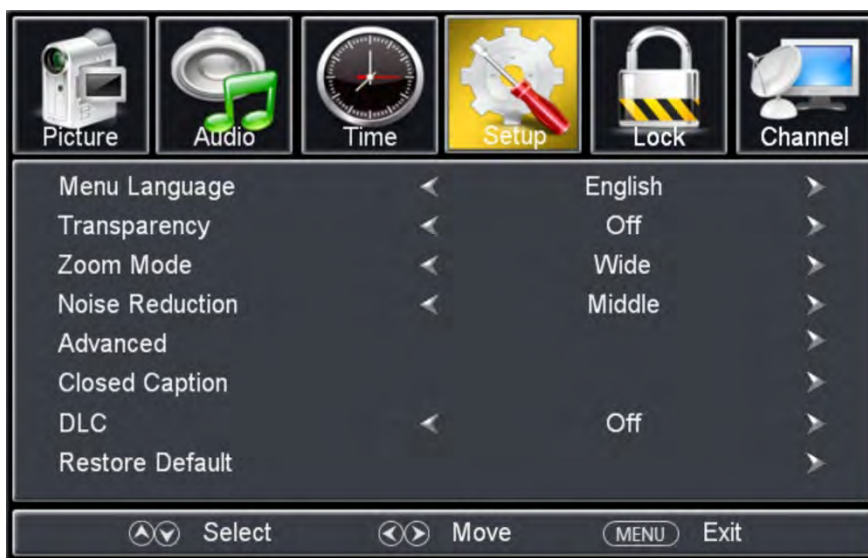 Picture Audio Time Setup Lock Channel
Menu Language English
Transparency Off
Zoom Mode Wide
Noise Reduction Middle
Advanced
Closed Caption
DLC Off
Restore Default
Select Move MENU Exit